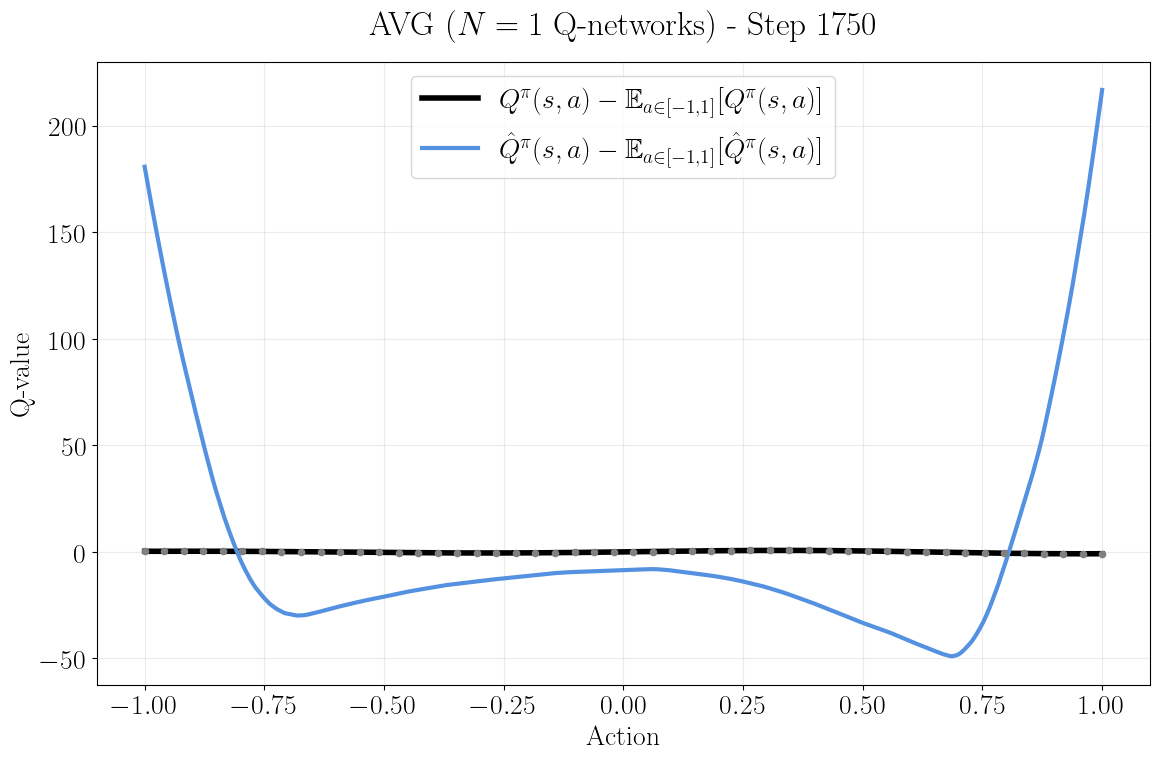 AVG (N = 1 Q-networks) - Step 1750
Q^π(s, a) − 𝔼_{a∈[−1,1]}[Q^π(s, a)]
Q̂^π(s, a) − 𝔼_{a∈[−1,1]}[Q̂^π(s, a)]
200
150
100
50
0
−50
Q-value
−1.00 −0.75 −0.50 −0.25 0.00 0.25 0.50 0.75 1.00
Action